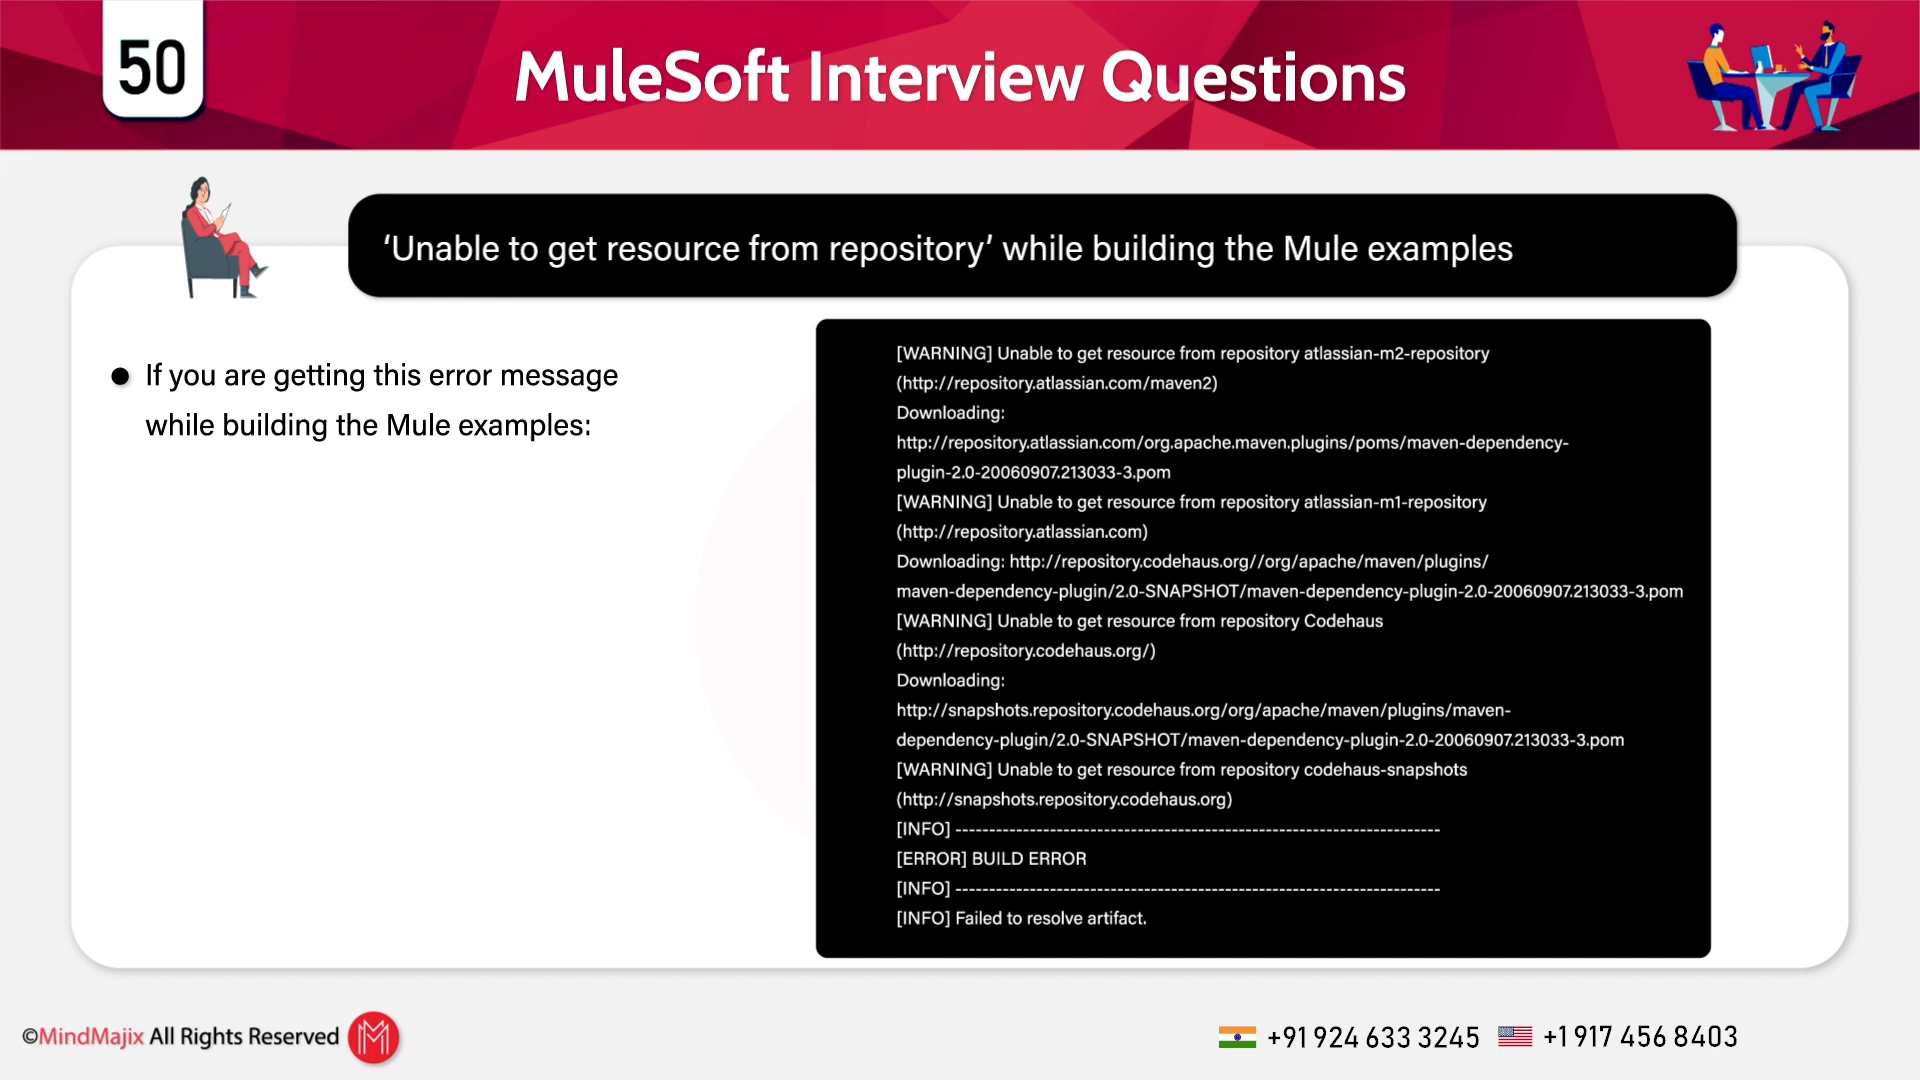 50
MuleSoft Interview Questions
‘Unable to get resource from repository’ while building the Mule examples
● If you are getting this error message
while building the Mule examples:
[WARNING] Unable to get resource from repository atlassian-m2-repository
(http://repository.atlassian.com/maven2)
Downloading:
http://repository.atlassian.com/org.apache.maven.plugins/poms/maven-dependency-
plugin-2.0-20060907.213033-3.pom
[WARNING] Unable to get resource from repository atlassian-m1-repository
(http://repository.atlassian.com)
Downloading: http://repository.codehaus.org//org/apache/maven/plugins/
maven-dependency-plugin/2.0-SNAPSHOT/maven-dependency-plugin-2.0-20060907.213033-3.pom
[WARNING] Unable to get resource from repository Codehaus
(http://repository.codehaus.org/)
Downloading:
http://snapshots.repository.codehaus.org/org/apache/maven/plugins/maven-
dependency-plugin/2.0-SNAPSHOT/maven-dependency-plugin-2.0-20060907.213033-3.pom
[WARNING] Unable to get resource from repository codehaus-snapshots
(http://snapshots.repository.codehaus.org)
[INFO] ------------------------------------------------------------------------
[ERROR] BUILD ERROR
[INFO] ------------------------------------------------------------------------
[INFO] Failed to resolve artifact.
©MindMajix All Rights Reserved
+91 924 633 3245 +1 917 456 8403